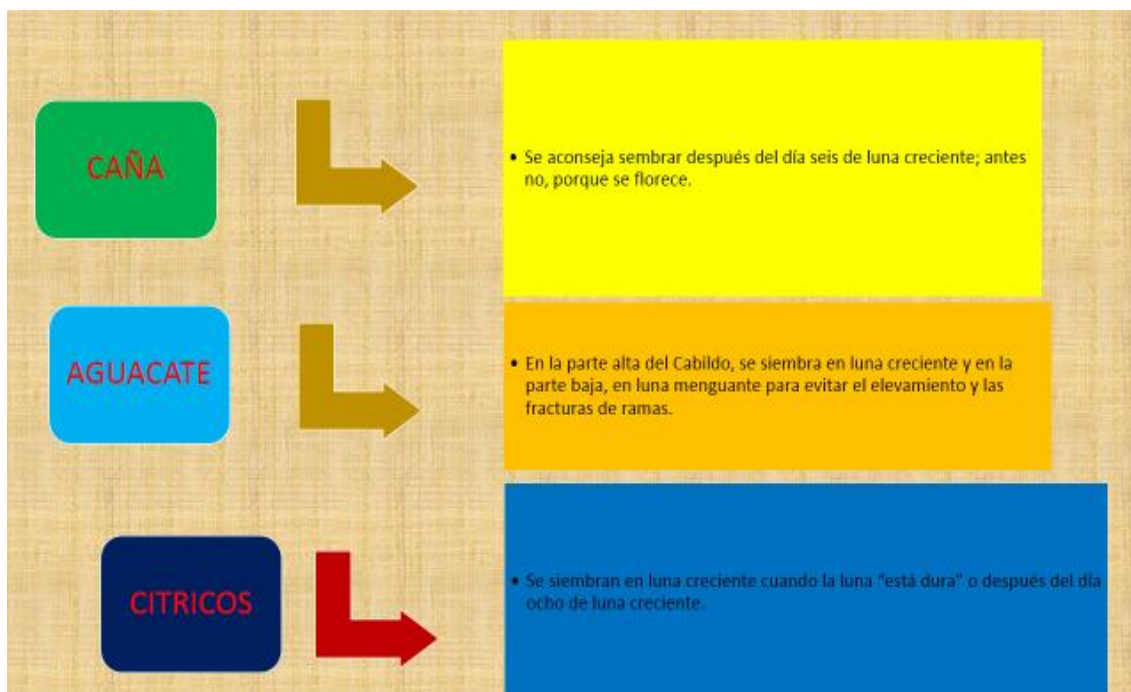 CAÑA
• Se aconseja sembrar después del día seis de luna creciente; antes
no, porque se florece.
AGUACATE
• En la parte alta del Cabildo, se siembra en luna creciente y en la
parte baja, en luna menguante para evitar el elevamiento y las
fracturas de ramas.
CITRICOS
• Se siembran en luna creciente cuando la luna "está dura" o después del día
ocho de luna creciente.